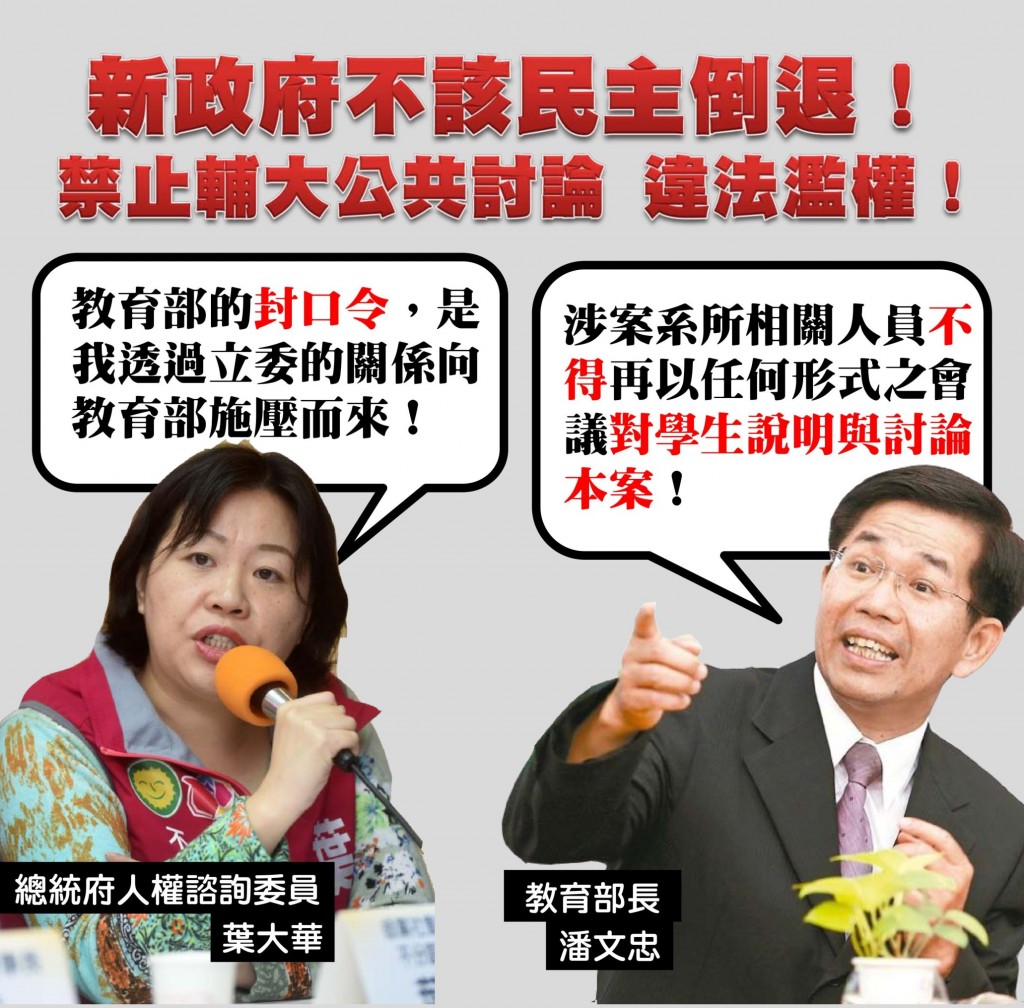 新政府不該民主倒退！
禁止輔大公共討論 違法濫權！
教育部的封口令，是
我透過立委的關係向
教育部施壓而來！
涉案系所相關人員不
得再以任何形式之會
議對學生說明與討論
本案！
不
葉
總統府人權諮詢委員
葉大華
教育部長
潘文忠